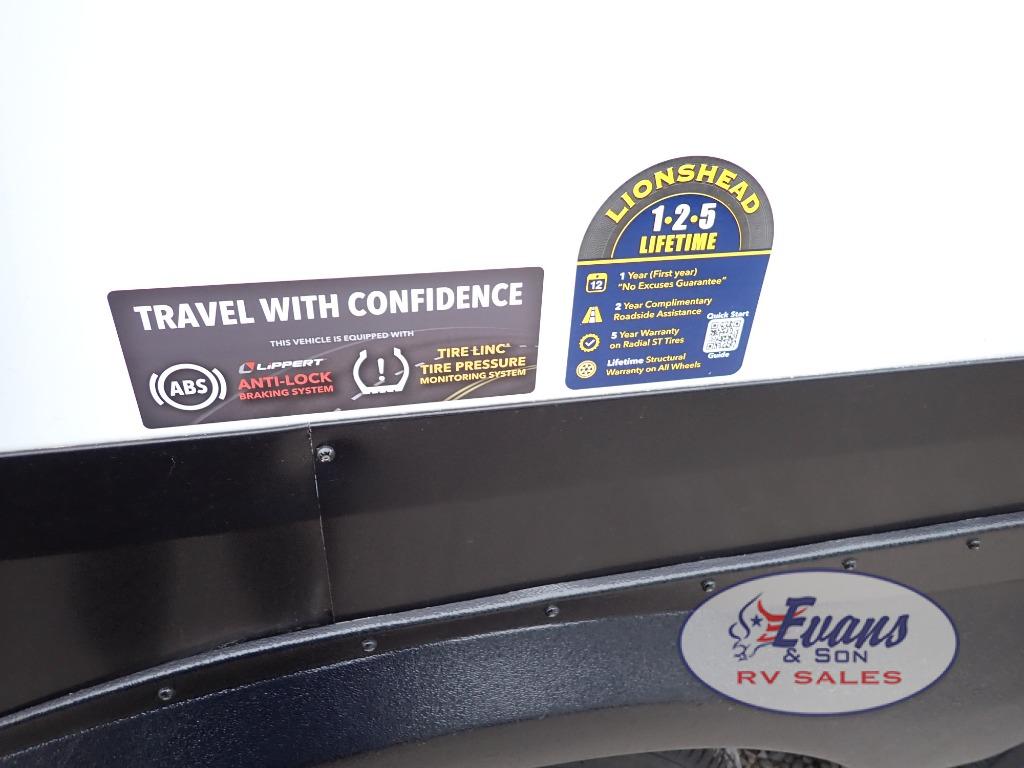 TRAVEL WITH CONFIDENCE
THIS VEHICLE IS EQUIPPED WITH
ABS
LIPPERT
ANTI-LOCK
BRAKING SYSTEM
!
TIRE LINC
TIRE PRESSURE
MONITORING SYSTEM
LIONSHEAD
1•2•5
LIFETIME
12
1 Year (First year)
"No Excuses Guarantee"
2 Year Complimentary
Roadside Assistance
5 Year Warranty
on Radial ST Tires
Lifetime Structural
Warranty on All Wheels
Quick Start
Guide
Evans
& SON
RV SALES